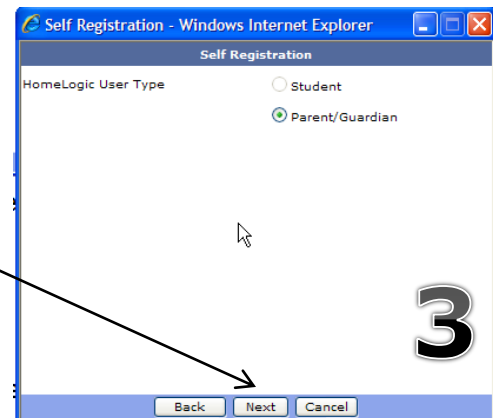 Self Registration - Windows Internet Explorer
Self Registration
HomeLogic User Type
Student
Parent/Guardian
3
Back Next Cancel